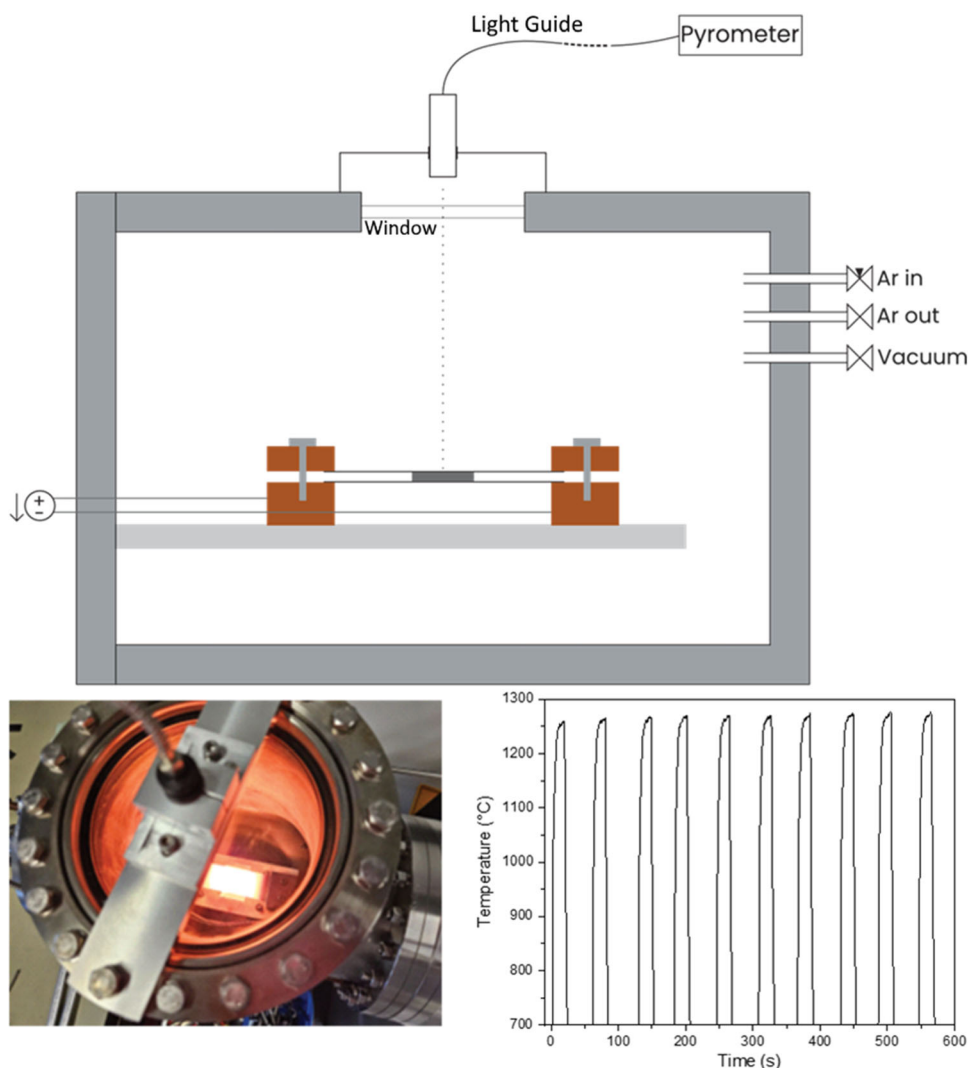 Light Guide
Pyrometer
Window
Ar in
Ar out
Vacuum
+
−
1300
1200
1100
1000
900
800
700
Temperature (°C)
0 100 200 300 400 500 600
Time (s)